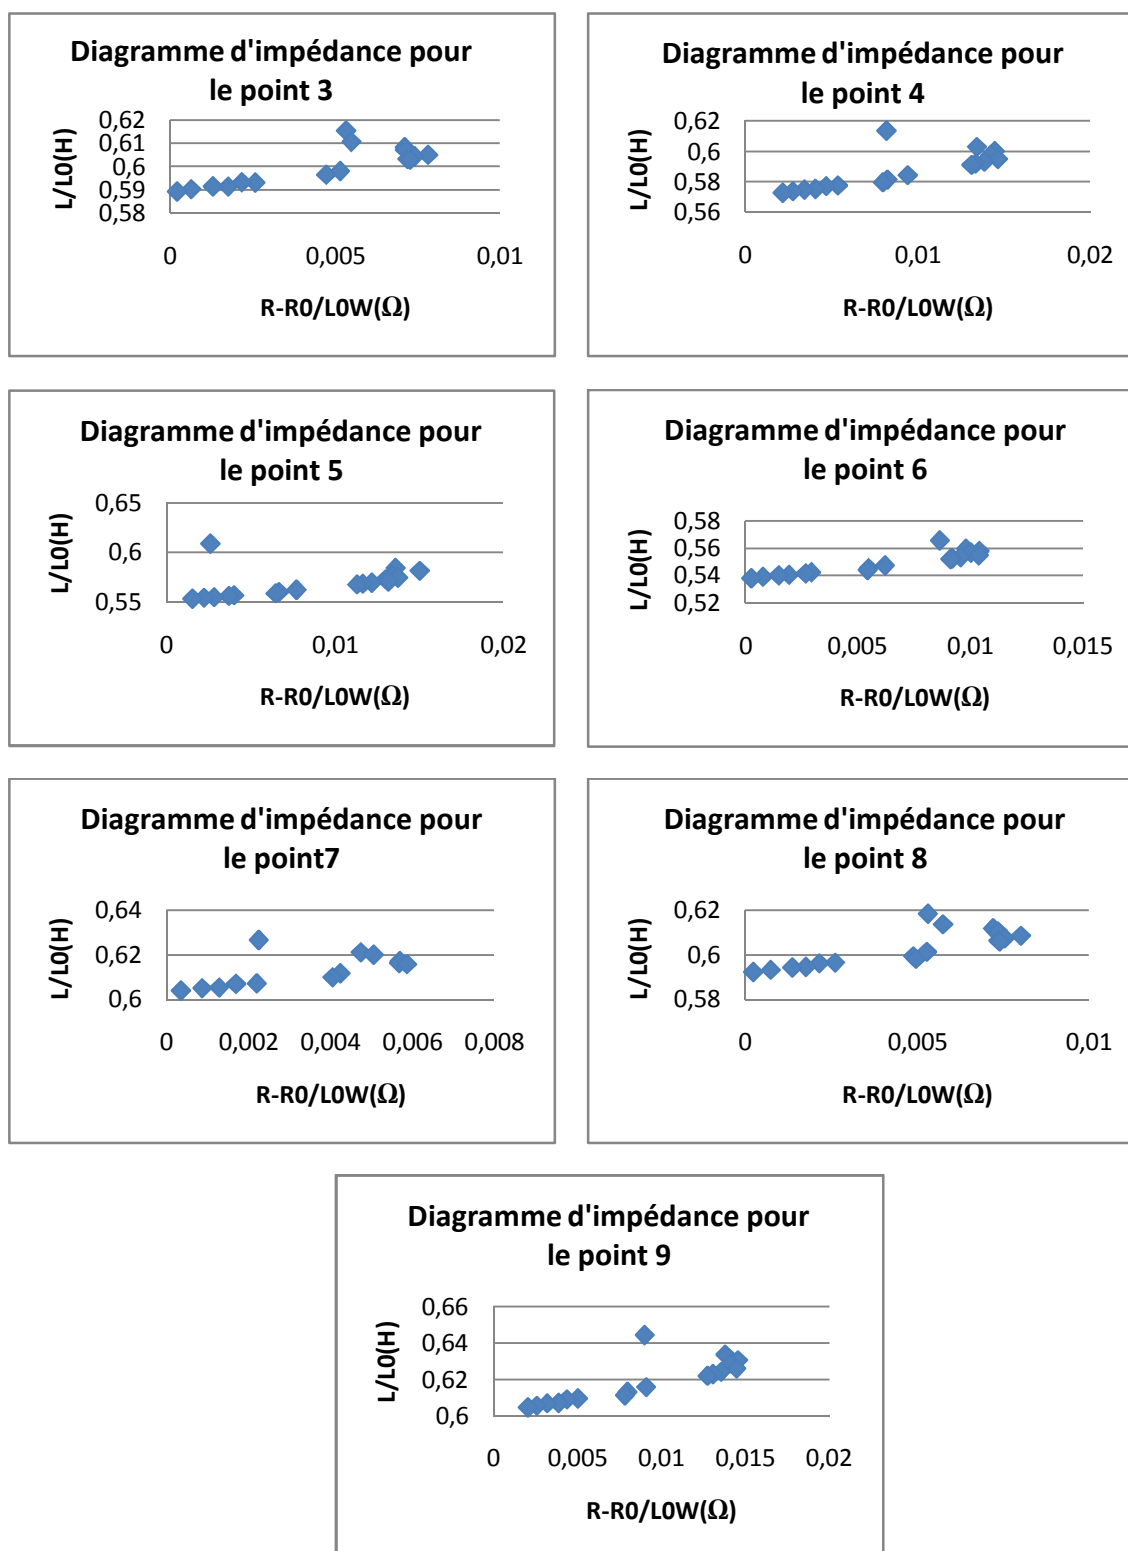 Diagramme d'impédance pour
le point 3
L/L0(H)
0,62
0,61
0,6
0,59
0,58
0
0,005
0,01
R-R0/L0W(Ω)
Diagramme d'impédance pour
le point 4
L/L0(H)
0,62
0,6
0,58
0,56
0
0,01
0,02
R-R0/L0W(Ω)
Diagramme d'impédance pour
le point 5
L/L0(H)
0,65
0,6
0,55
0
0,01
0,02
R-R0/L0W(Ω)
Diagramme d'impédance pour
le point 6
L/L0(H)
0,58
0,56
0,54
0,52
0
0,005
0,01
0,015
R-R0/L0W(Ω)
Diagramme d'impédance pour
le point7
L/L0(H)
0,64
0,62
0,6
0
0,002
0,004
0,006
0,008
R-R0/L0W(Ω)
Diagramme d'impédance pour
le point 8
L/L0(H)
0,62
0,6
0,58
0
0,005
0,01
R-R0/L0W(Ω)
Diagramme d'impédance pour
le point 9
L/L0(H)
0,66
0,64
0,62
0,6
0
0,005
0,01
0,015
0,02
R-R0/L0W(Ω)